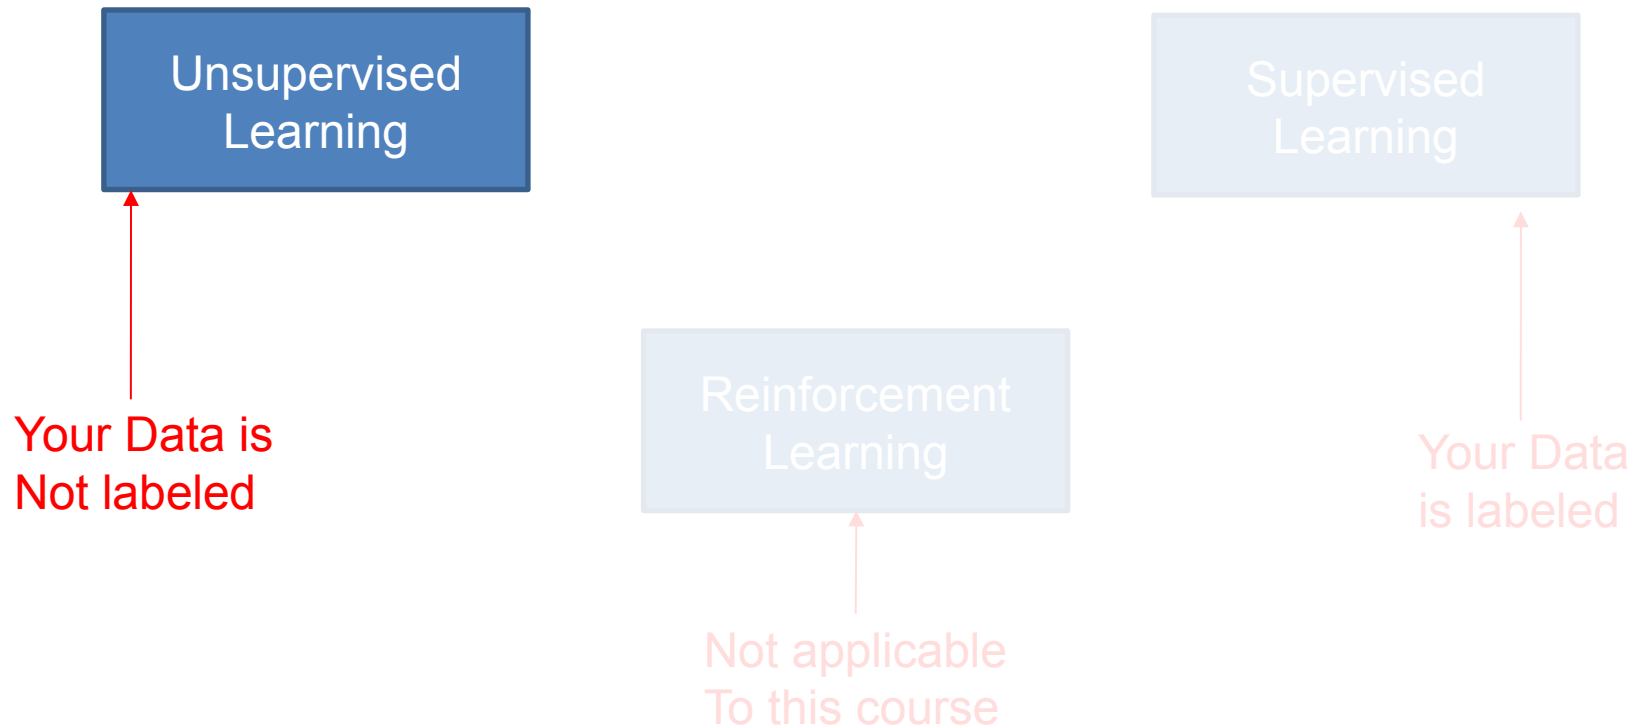 Unsupervised
Learning
Supervised
Learning
Your Data is
Not labeled
Reinforcement
Learning
Your Data
is labeled
Not applicable
To this course